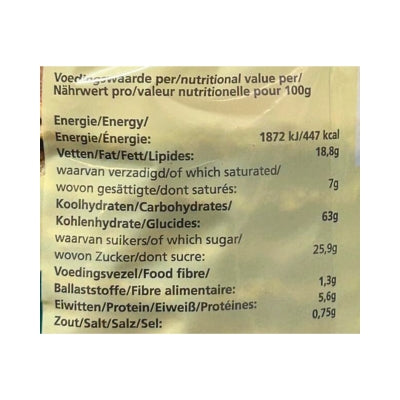 Voedingswaarde per/nutritional value per/
Nährwert pro/valeur nutritionelle pour 100g
Energie/Energy/
Energie/Énergie: 1872 kJ/447 kcal
Vetten/Fat/Fett/Lipides: 18,8g
waarvan verzadigd/of which saturated/
wovon gesättigte/dont saturés: 7g
Koolhydraten/Carbohydrates/
Kohlenhydrate/Glucides: 63g
waarvan suikers/of which sugar/
wovon Zucker/dont sucre: 25,9g
Voedingsvezel/Food fibre/
Ballaststoffe/Fibre alimentaire: 1,3g
Eiwitten/Protein/Eiweiß/Protéines: 5,6g
Zout/Salt/Salz/Sel: 0,75g